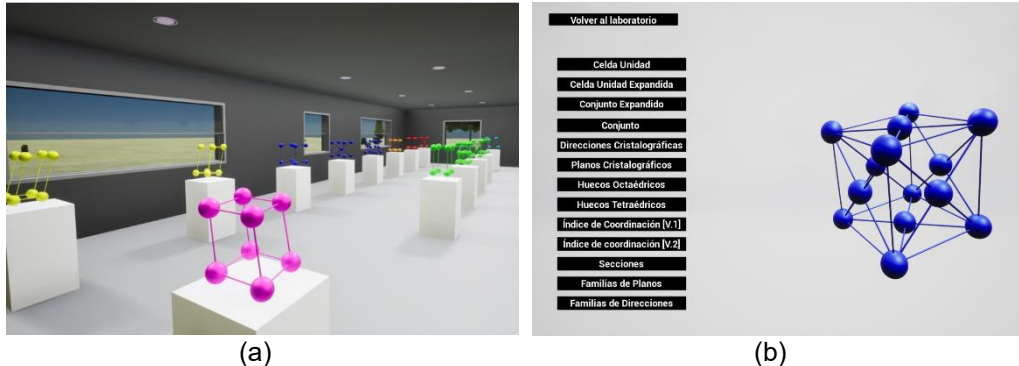 Volver al laboratorio
Celda Unidad
Celda Unidad Expandida
Conjunto Expandido
Conjunto
Direcciones Cristalográficas
Planos Cristalográficos
Huecos Octaédricos
Huecos Tetraédricos
Índice de Coordinación [V.1]
Índice de coordinación [V.2]
Secciones
Familias de Planos
Familias de Direcciones
(a)
(b)